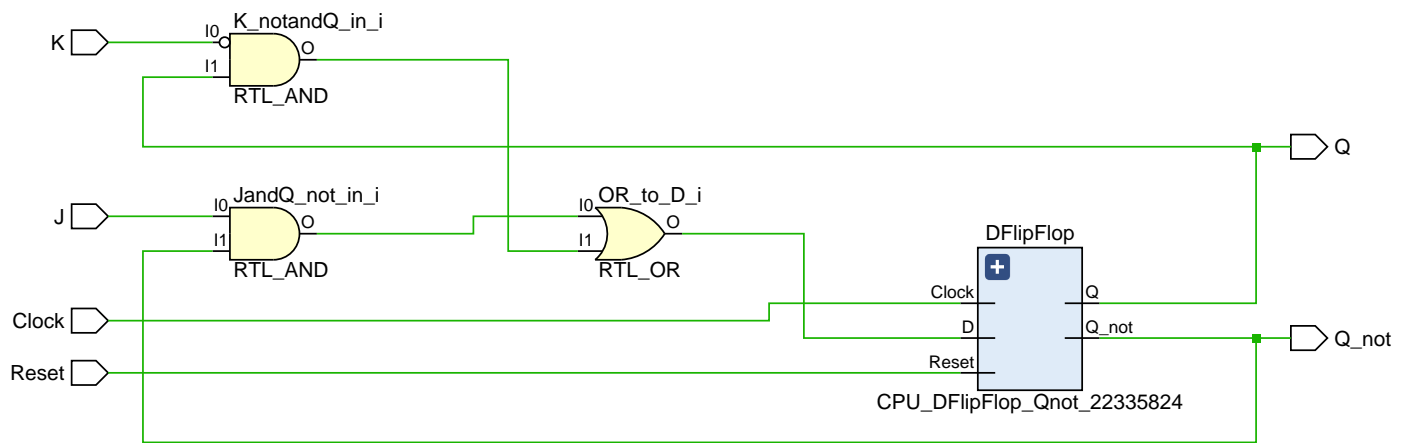 K_notandQ_in_i
K
I0
O
I1
RTL_AND
Q
JandQ_not_in_i
OR_to_D_i
J
I0
O
I0
O
I1
I1
RTL_AND
RTL_OR
DFlipFlop
Clock
Q
Clock
D
Q_not
Q_not
Reset
Reset
CPU_DFlipFlop_Qnot_22335824